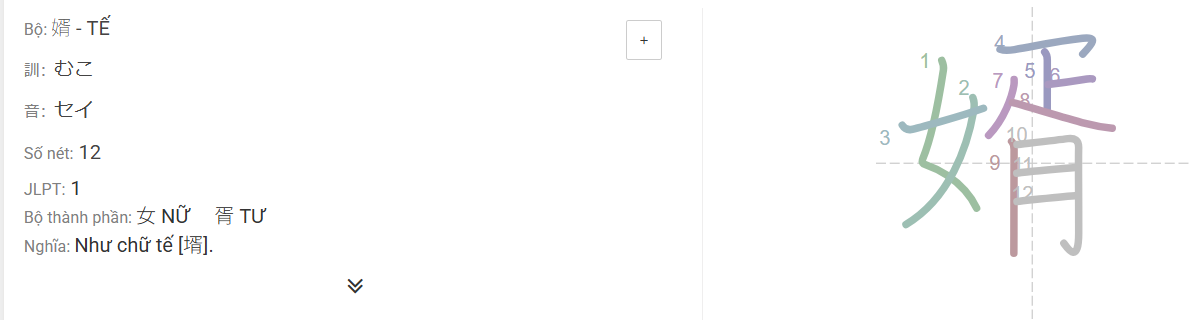 Bộ: 婿 - TẾ
+
訓: むこ
音: セイ
Số nét: 12
JLPT: 1
Bộ thành phần: 女 NỮ 胥 TƯ
Nghĩa: Như chữ tế [壻].
婿
1
2
3
4
5
6
7
8
9
10
11
12